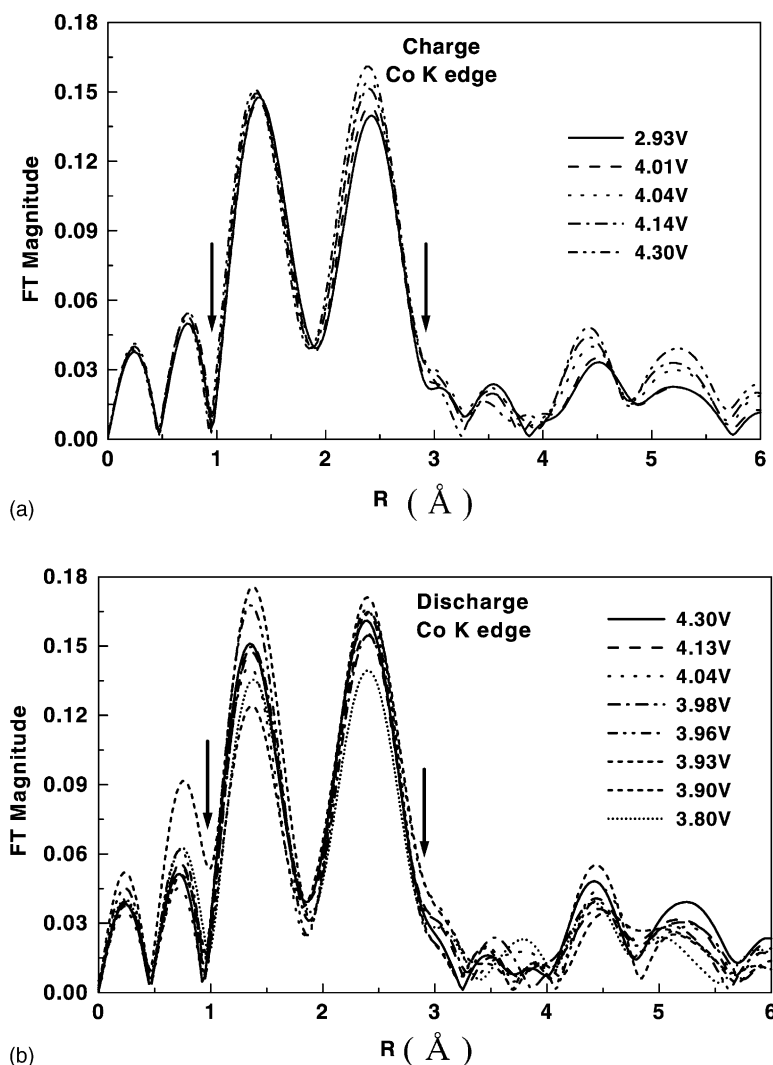 0.18
0.15
0.12
0.09
0.06
0.03
0.00
FT Magnitude
Charge
Co K edge
2.93V
4.01V
4.04V
4.14V
4.30V
0 1 2 3 4 5 6
R ( Å )
(a)
0.18
0.15
0.12
0.09
0.06
0.03
0.00
FT Magnitude
Discharge
Co K edge
4.30V
4.13V
4.04V
3.98V
3.96V
3.93V
3.90V
3.80V
0 1 2 3 4 5 6
R ( Å )
(b)